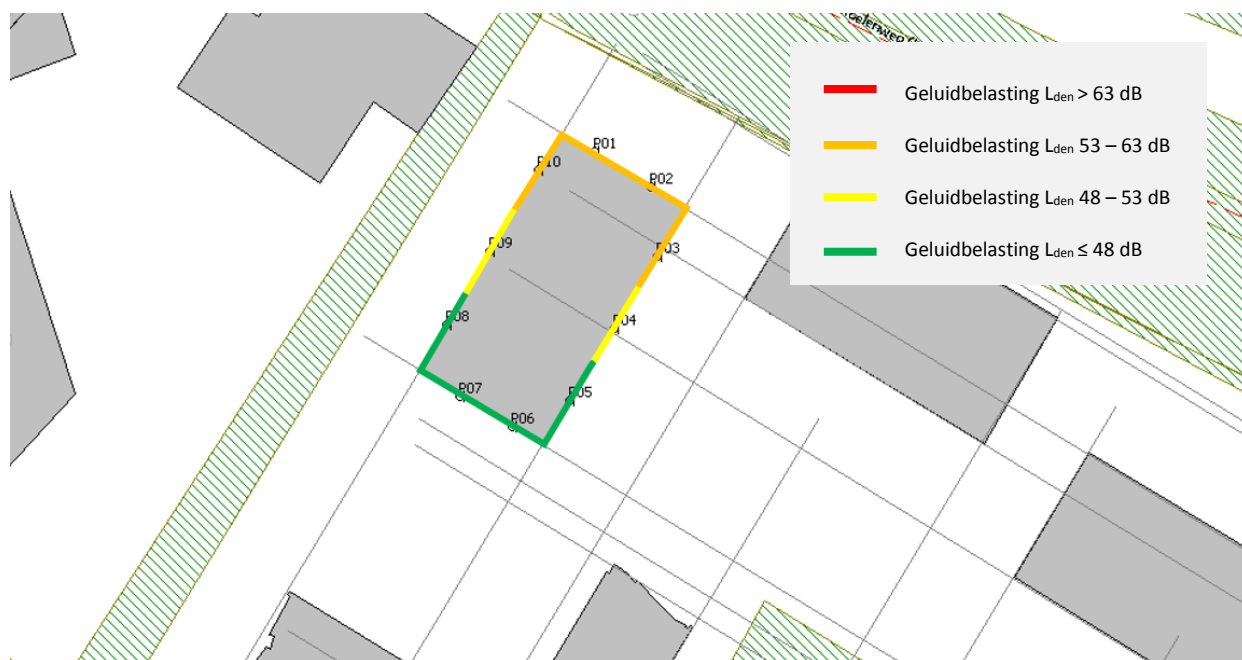 Geluidbelasting Lden > 63 dB
Geluidbelasting Lden 53 – 63 dB
Geluidbelasting Lden 48 – 53 dB
Geluidbelasting Lden ≤ 48 dB
P01
P10
P02
P09
P03
P08
P04
P07
P05
P06